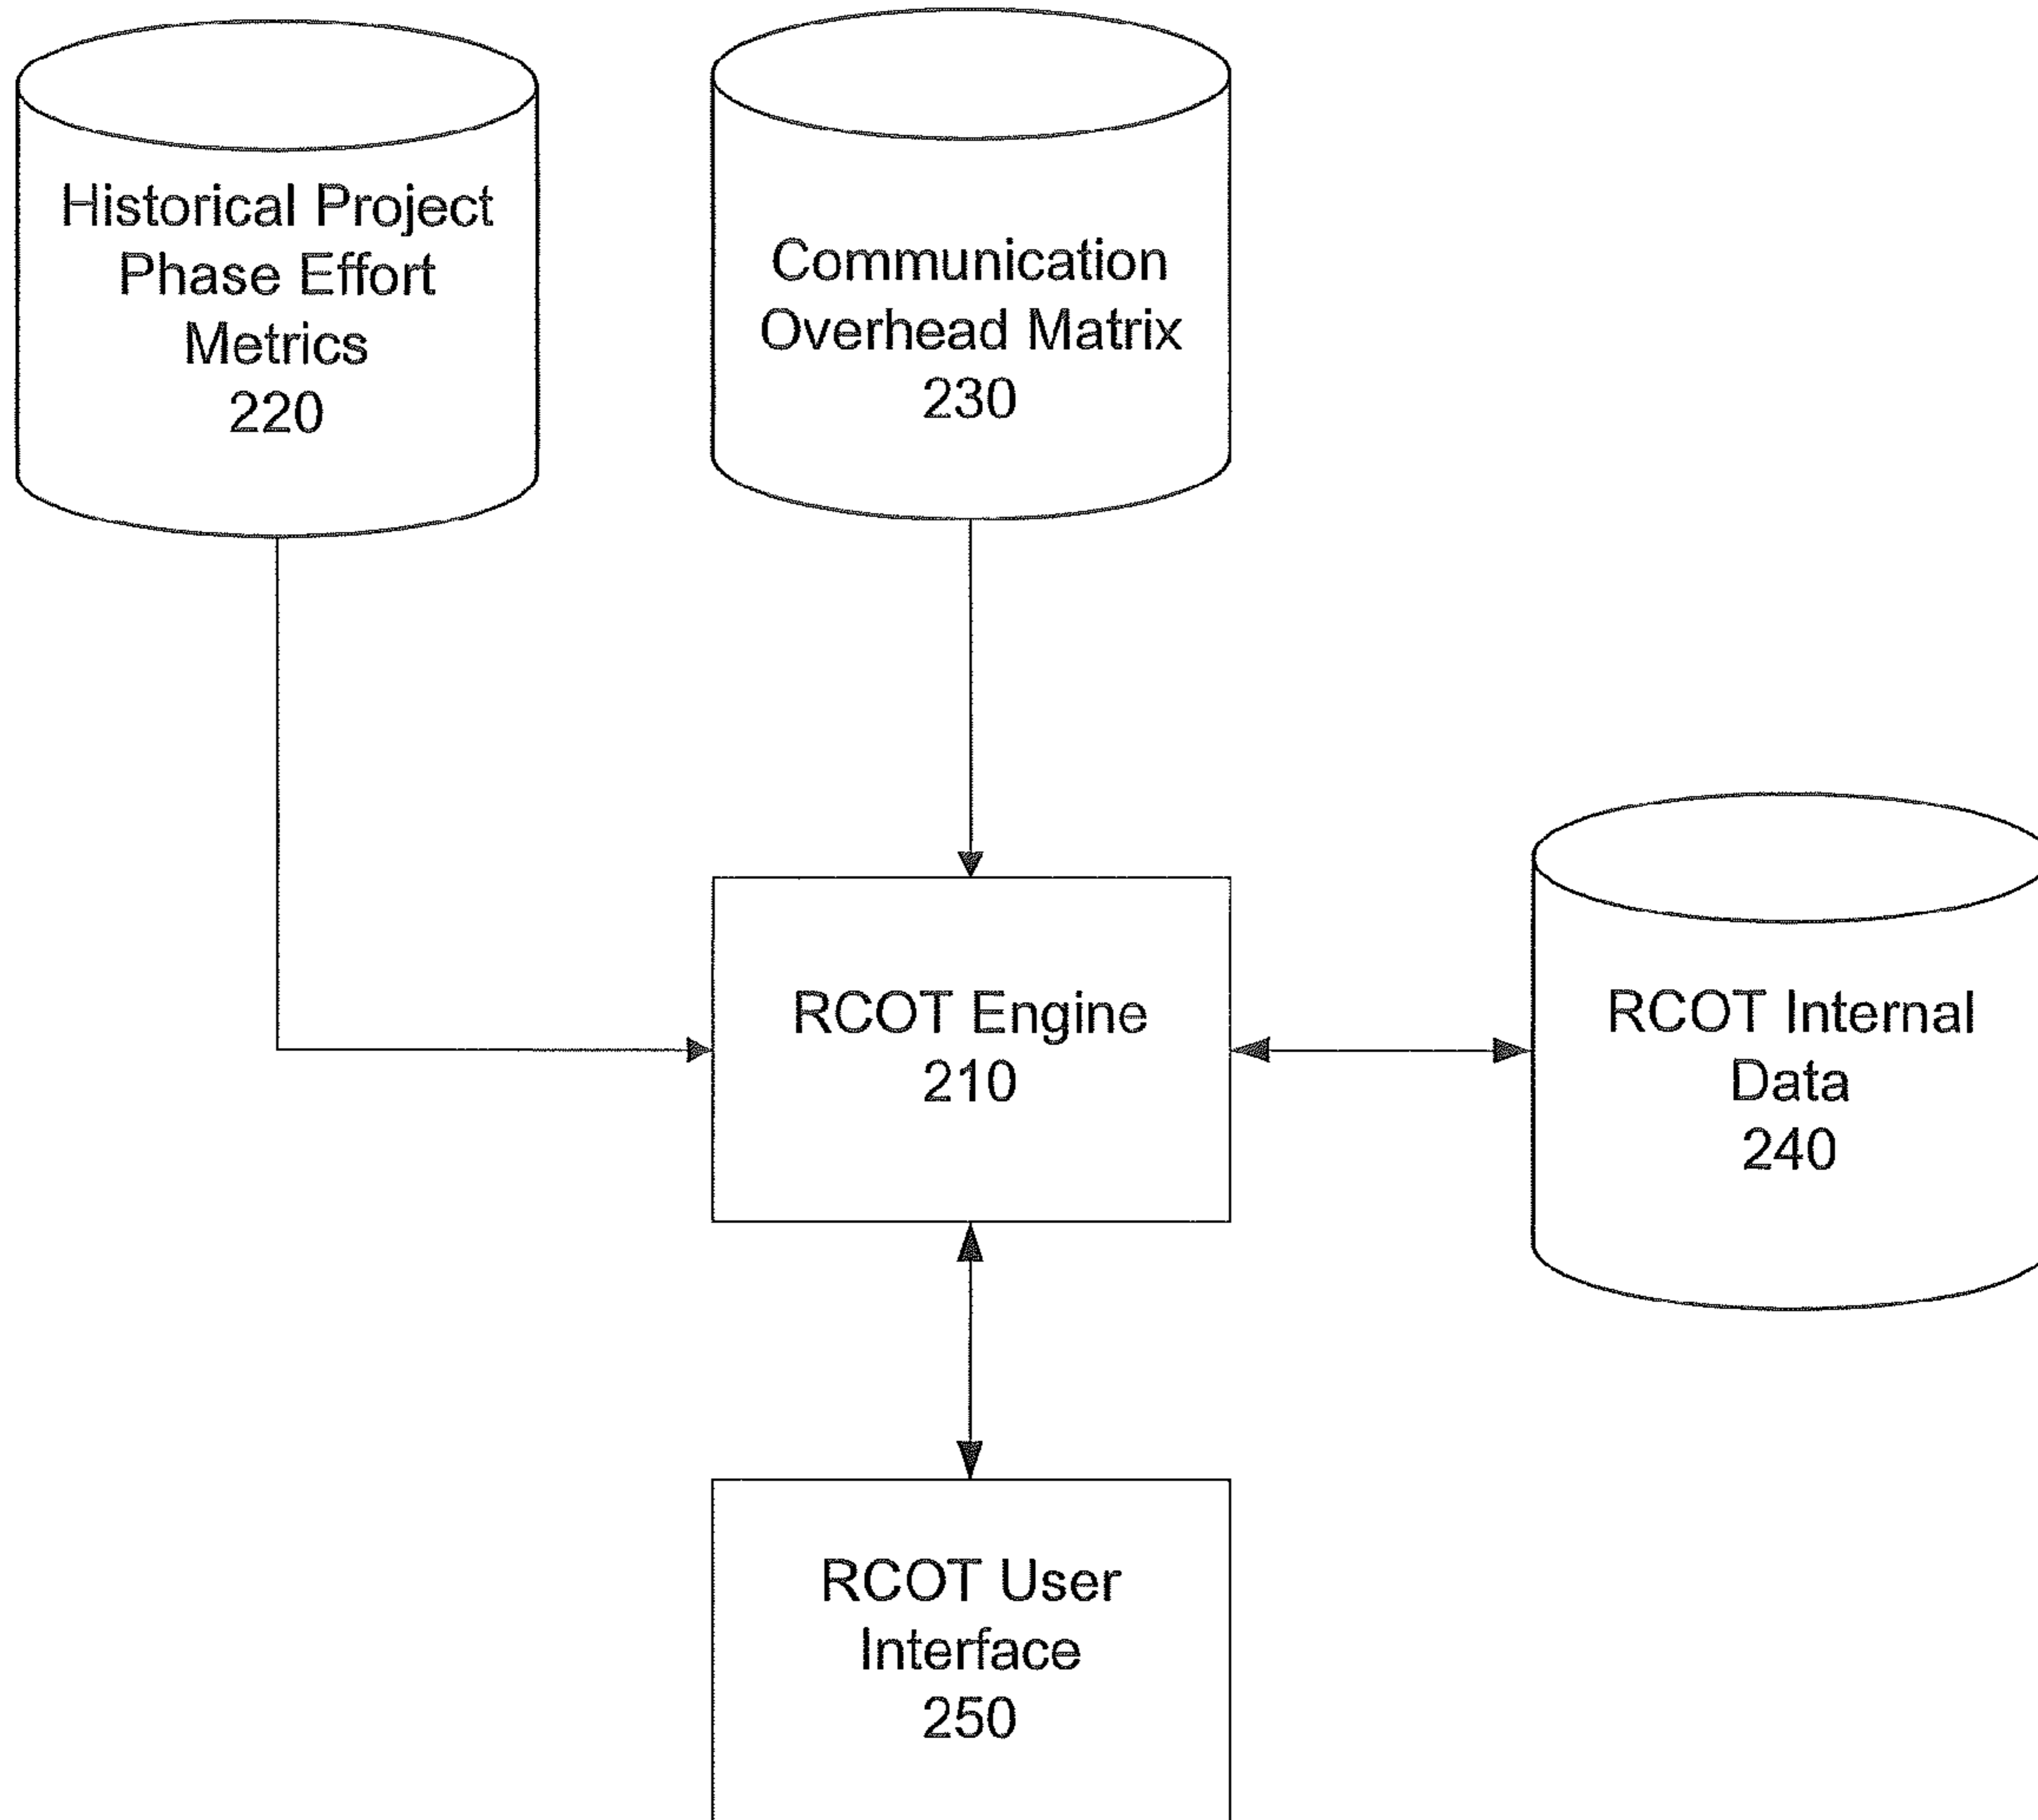 Historical Project
Phase Effort
Metrics
220
Communication
Overhead Matrix
230
RCOT Engine
210
RCOT Internal
Data
240
RCOT User
Interface
250